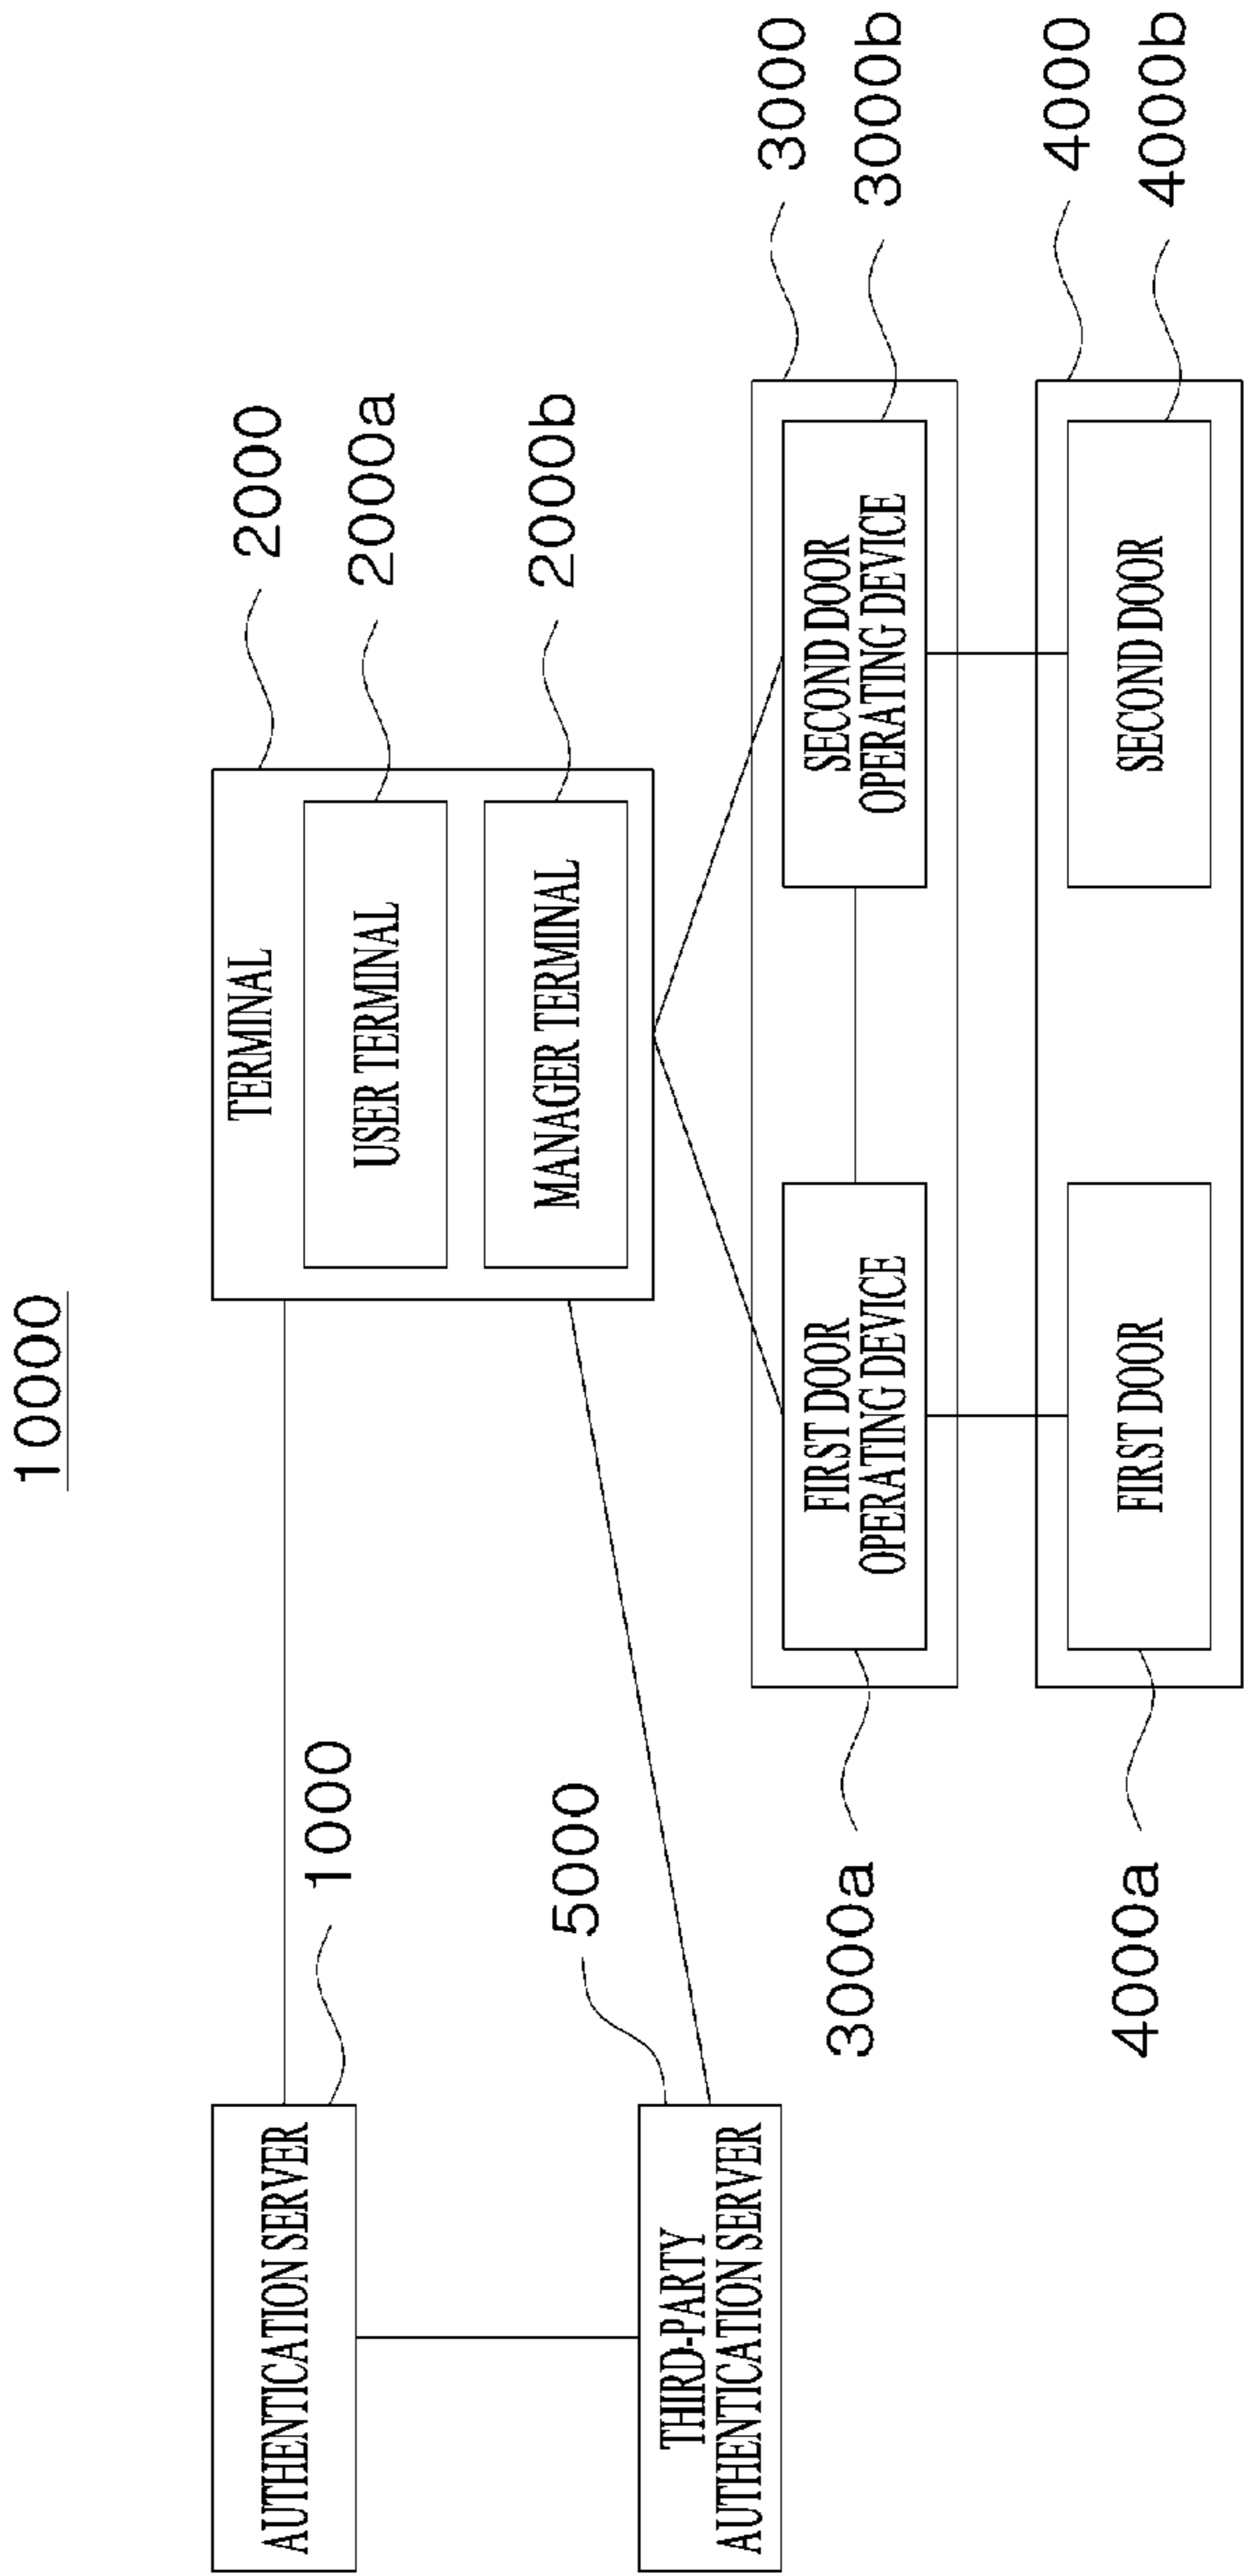 10000
TERMINAL
2000
USER TERMINAL
2000a
MANAGER TERMINAL
2000b
AUTHENTICATION SERVER
1000
THIRD-PARTY
AUTHENTICATION SERVER
5000
3000
FIRST DOOR
OPERATING DEVICE
3000a
SECOND DOOR
OPERATING DEVICE
3000b
4000
FIRST DOOR
4000a
SECOND DOOR
4000b